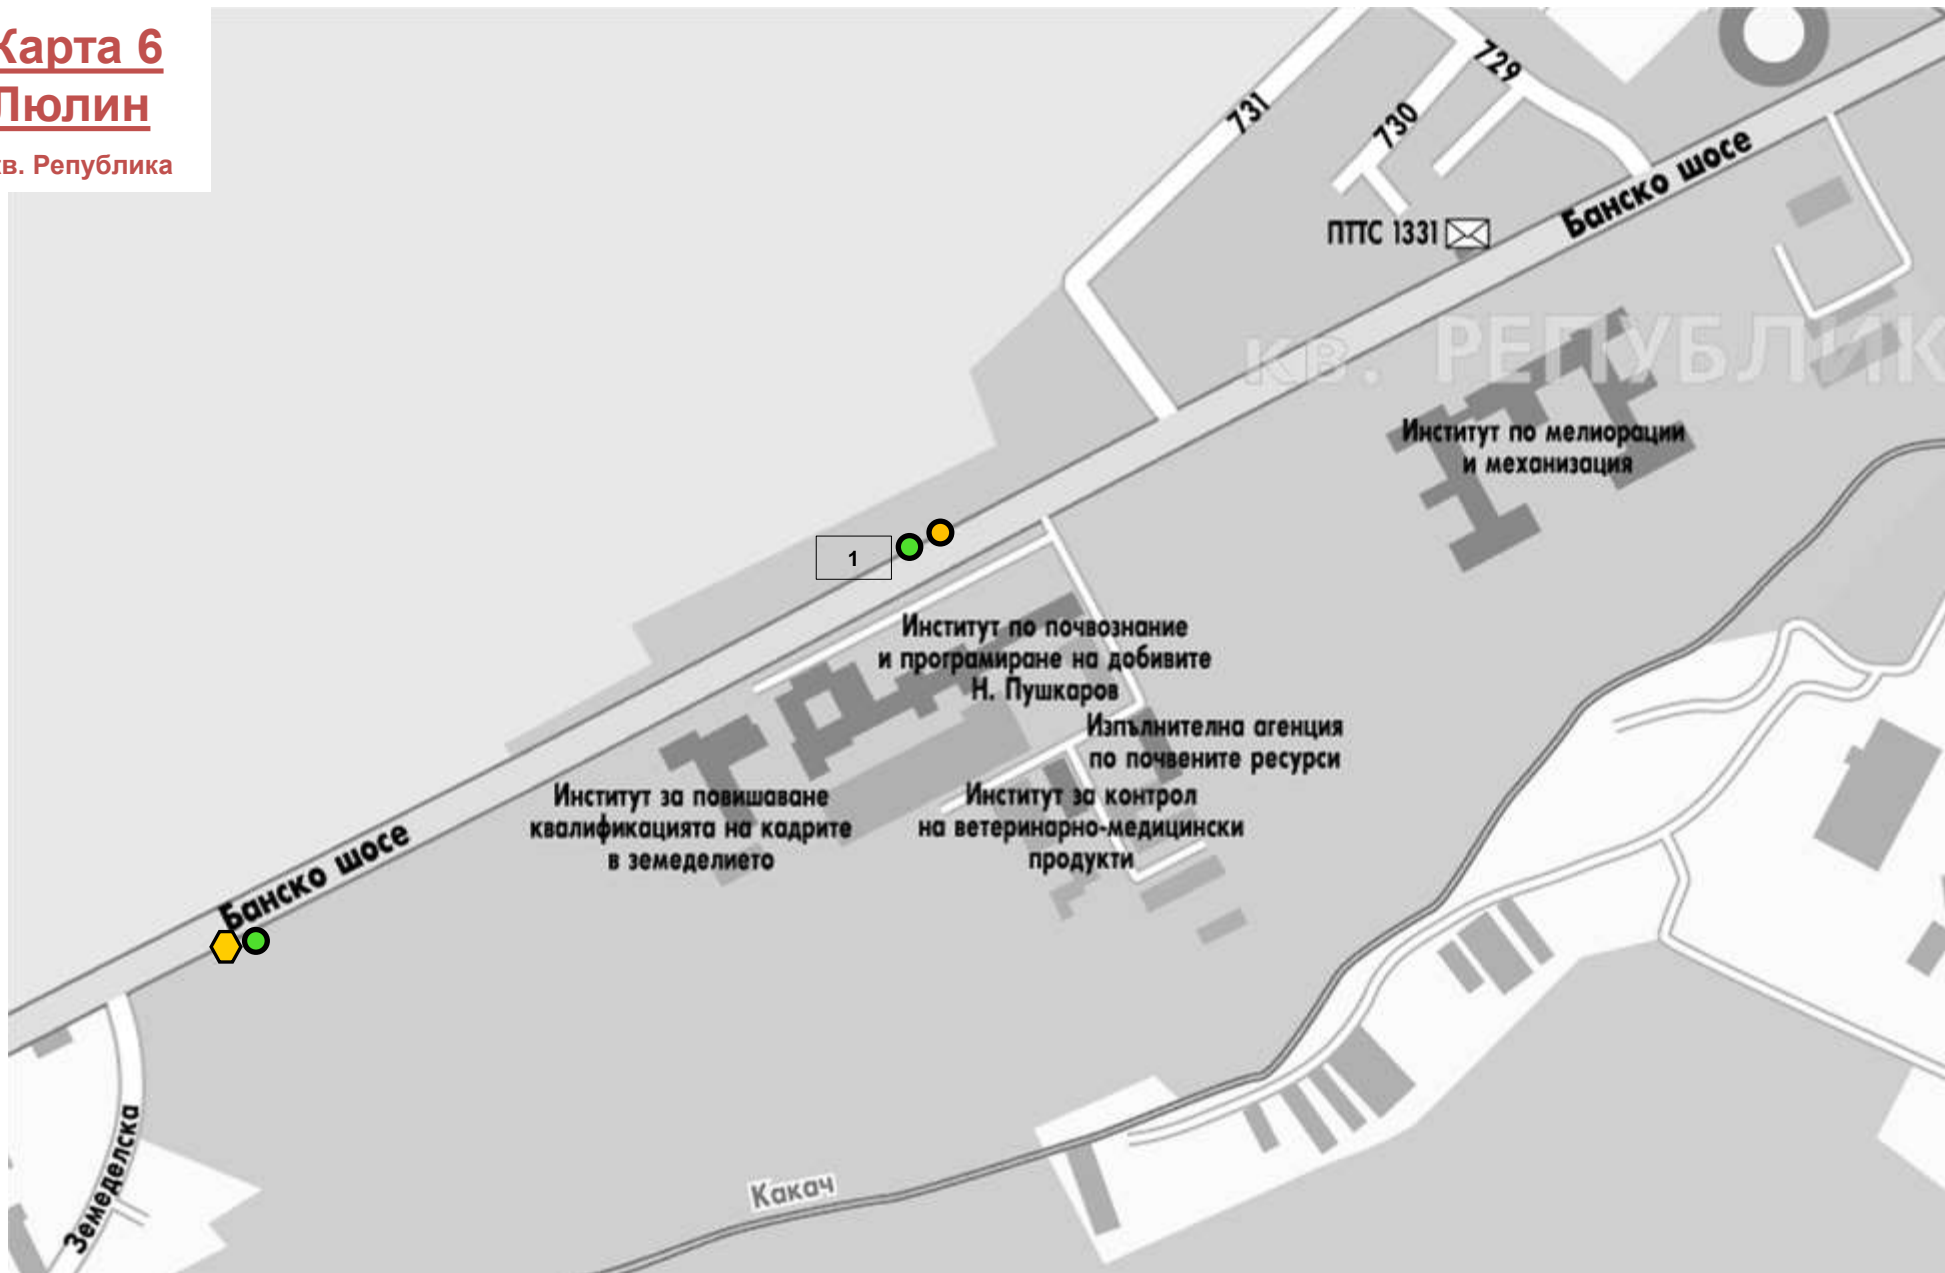 Карта 6
Люлин
кв. Република
729
731
730
Банско шосе
ПТТС 1331
кв. РЕПУБЛИК
Институт по мелиорации
и механизация
1
Институт по почвознание
и програмиране на добивите
Н. Пушкаров
Изпълнителна агенция
по почвените ресурси
Институт за повишаване
квалификацията на кадрите
в земеделието
Институт за контрол
на ветеринарно-медицински
продукти
Банско шосе
Земеделска
Какач